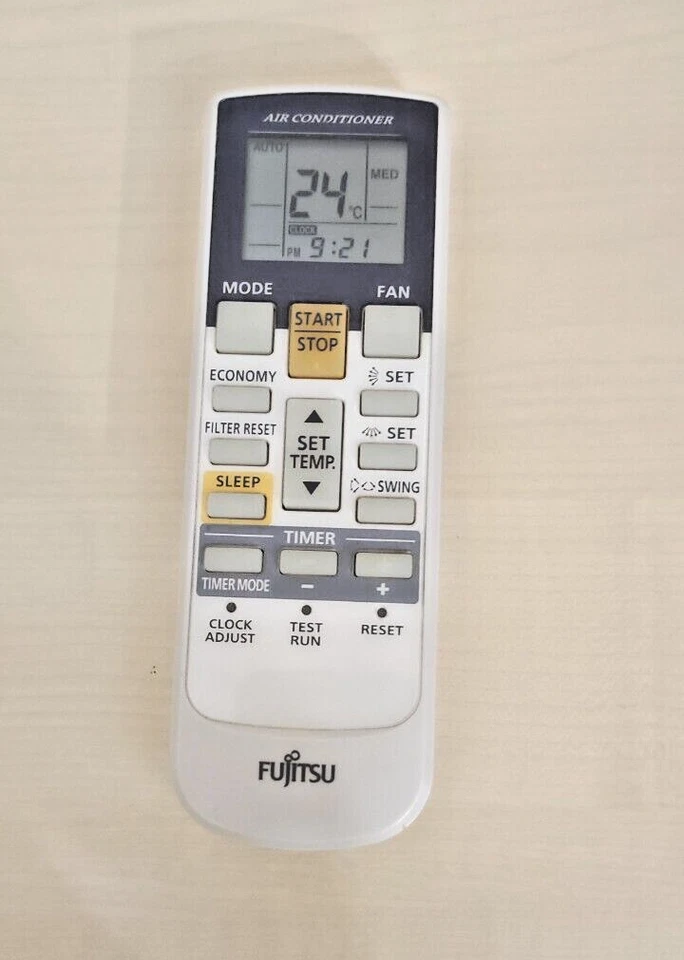 AIR CONDITIONER
AUTO
24°C
MED
CLOCK
PM 9:21
MODE
FAN
START
STOP
ECONOMY
SET
FILTER RESET
SET
SET
TEMP.
SLEEP
SWING
TIMER
TIMER MODE
–
+
CLOCK
ADJUST
TEST
RUN
RESET
FUJITSU